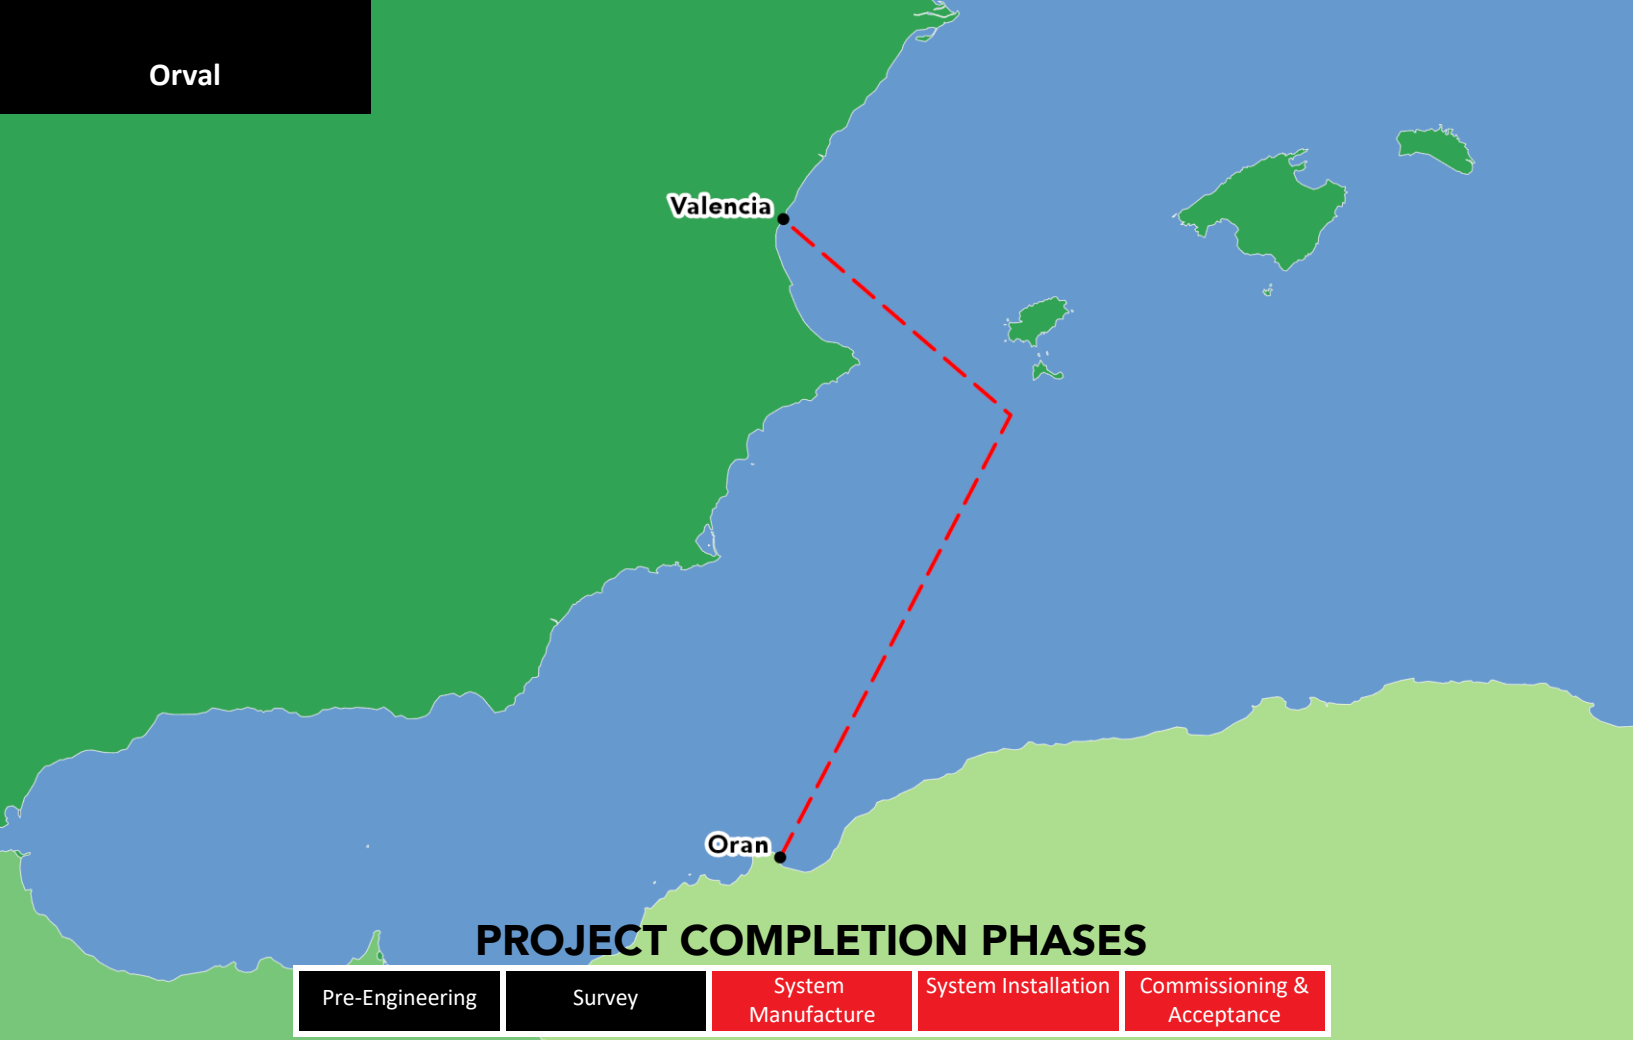 Orval
Valencia
Oran
PROJECT COMPLETION PHASES
Pre-Engineering
Survey
System
Manufacture
System Installation
Commissioning &
Acceptance